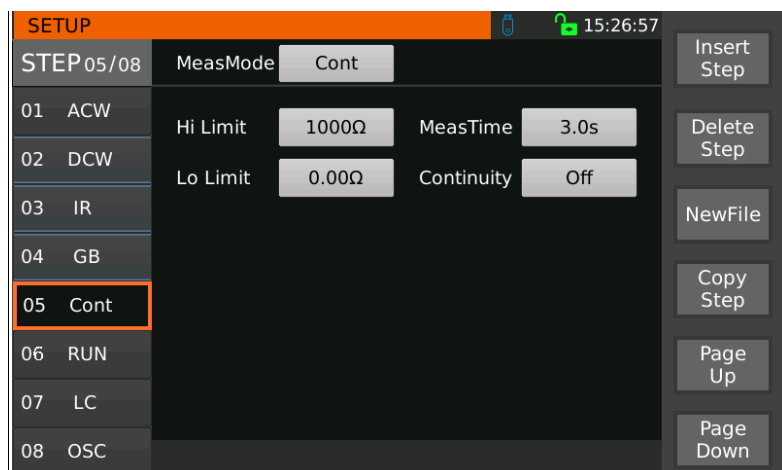 SETUP
15:26:57
STEP 05/08
MeasMode Cont
01 ACW
02 DCW
03 IR
04 GB
05 Cont
06 RUN
07 LC
08 OSC
Hi Limit 1000Ω MeasTime 3.0s
Lo Limit 0.00Ω Continuity Off
Insert
Step
Delete
Step
NewFile
Copy
Step
Page
Up
Page
Down